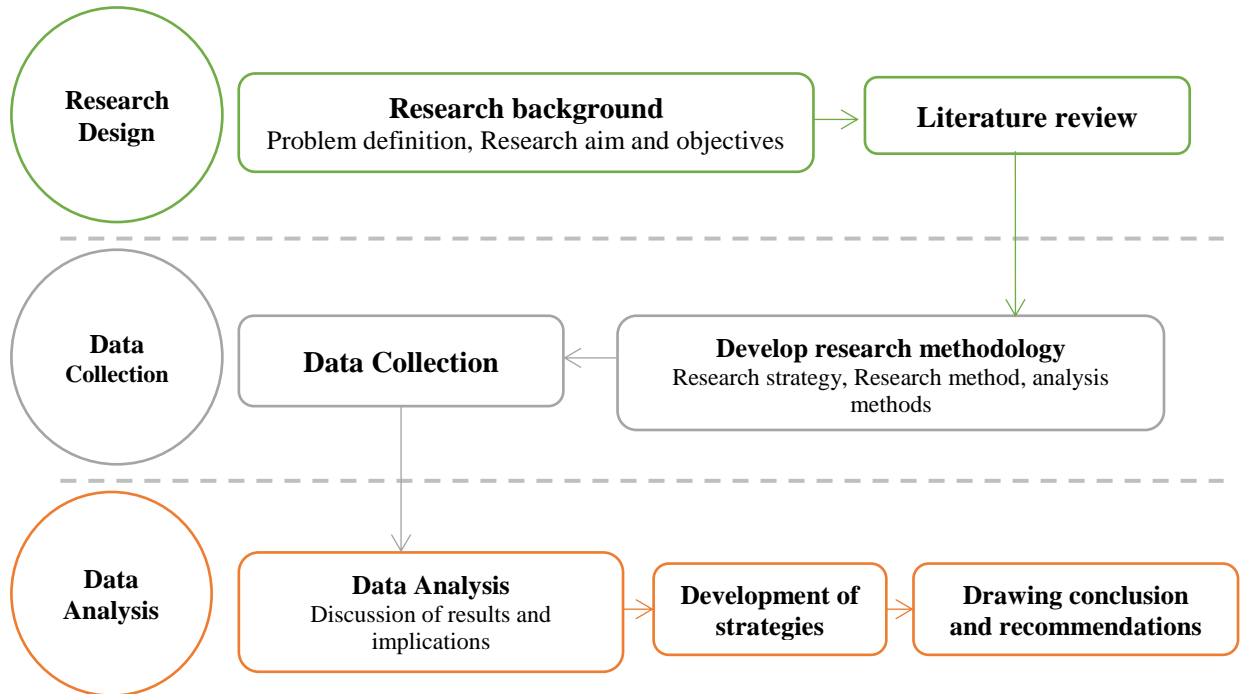 Research
Design
Research background
Problem definition, Research aim and objectives
Literature review
Data
Collection
Data Collection
Develop research methodology
Research strategy, Research method, analysis
methods
Data
Analysis
Data Analysis
Discussion of results and
implications
Development of
strategies
Drawing conclusion
and recommendations